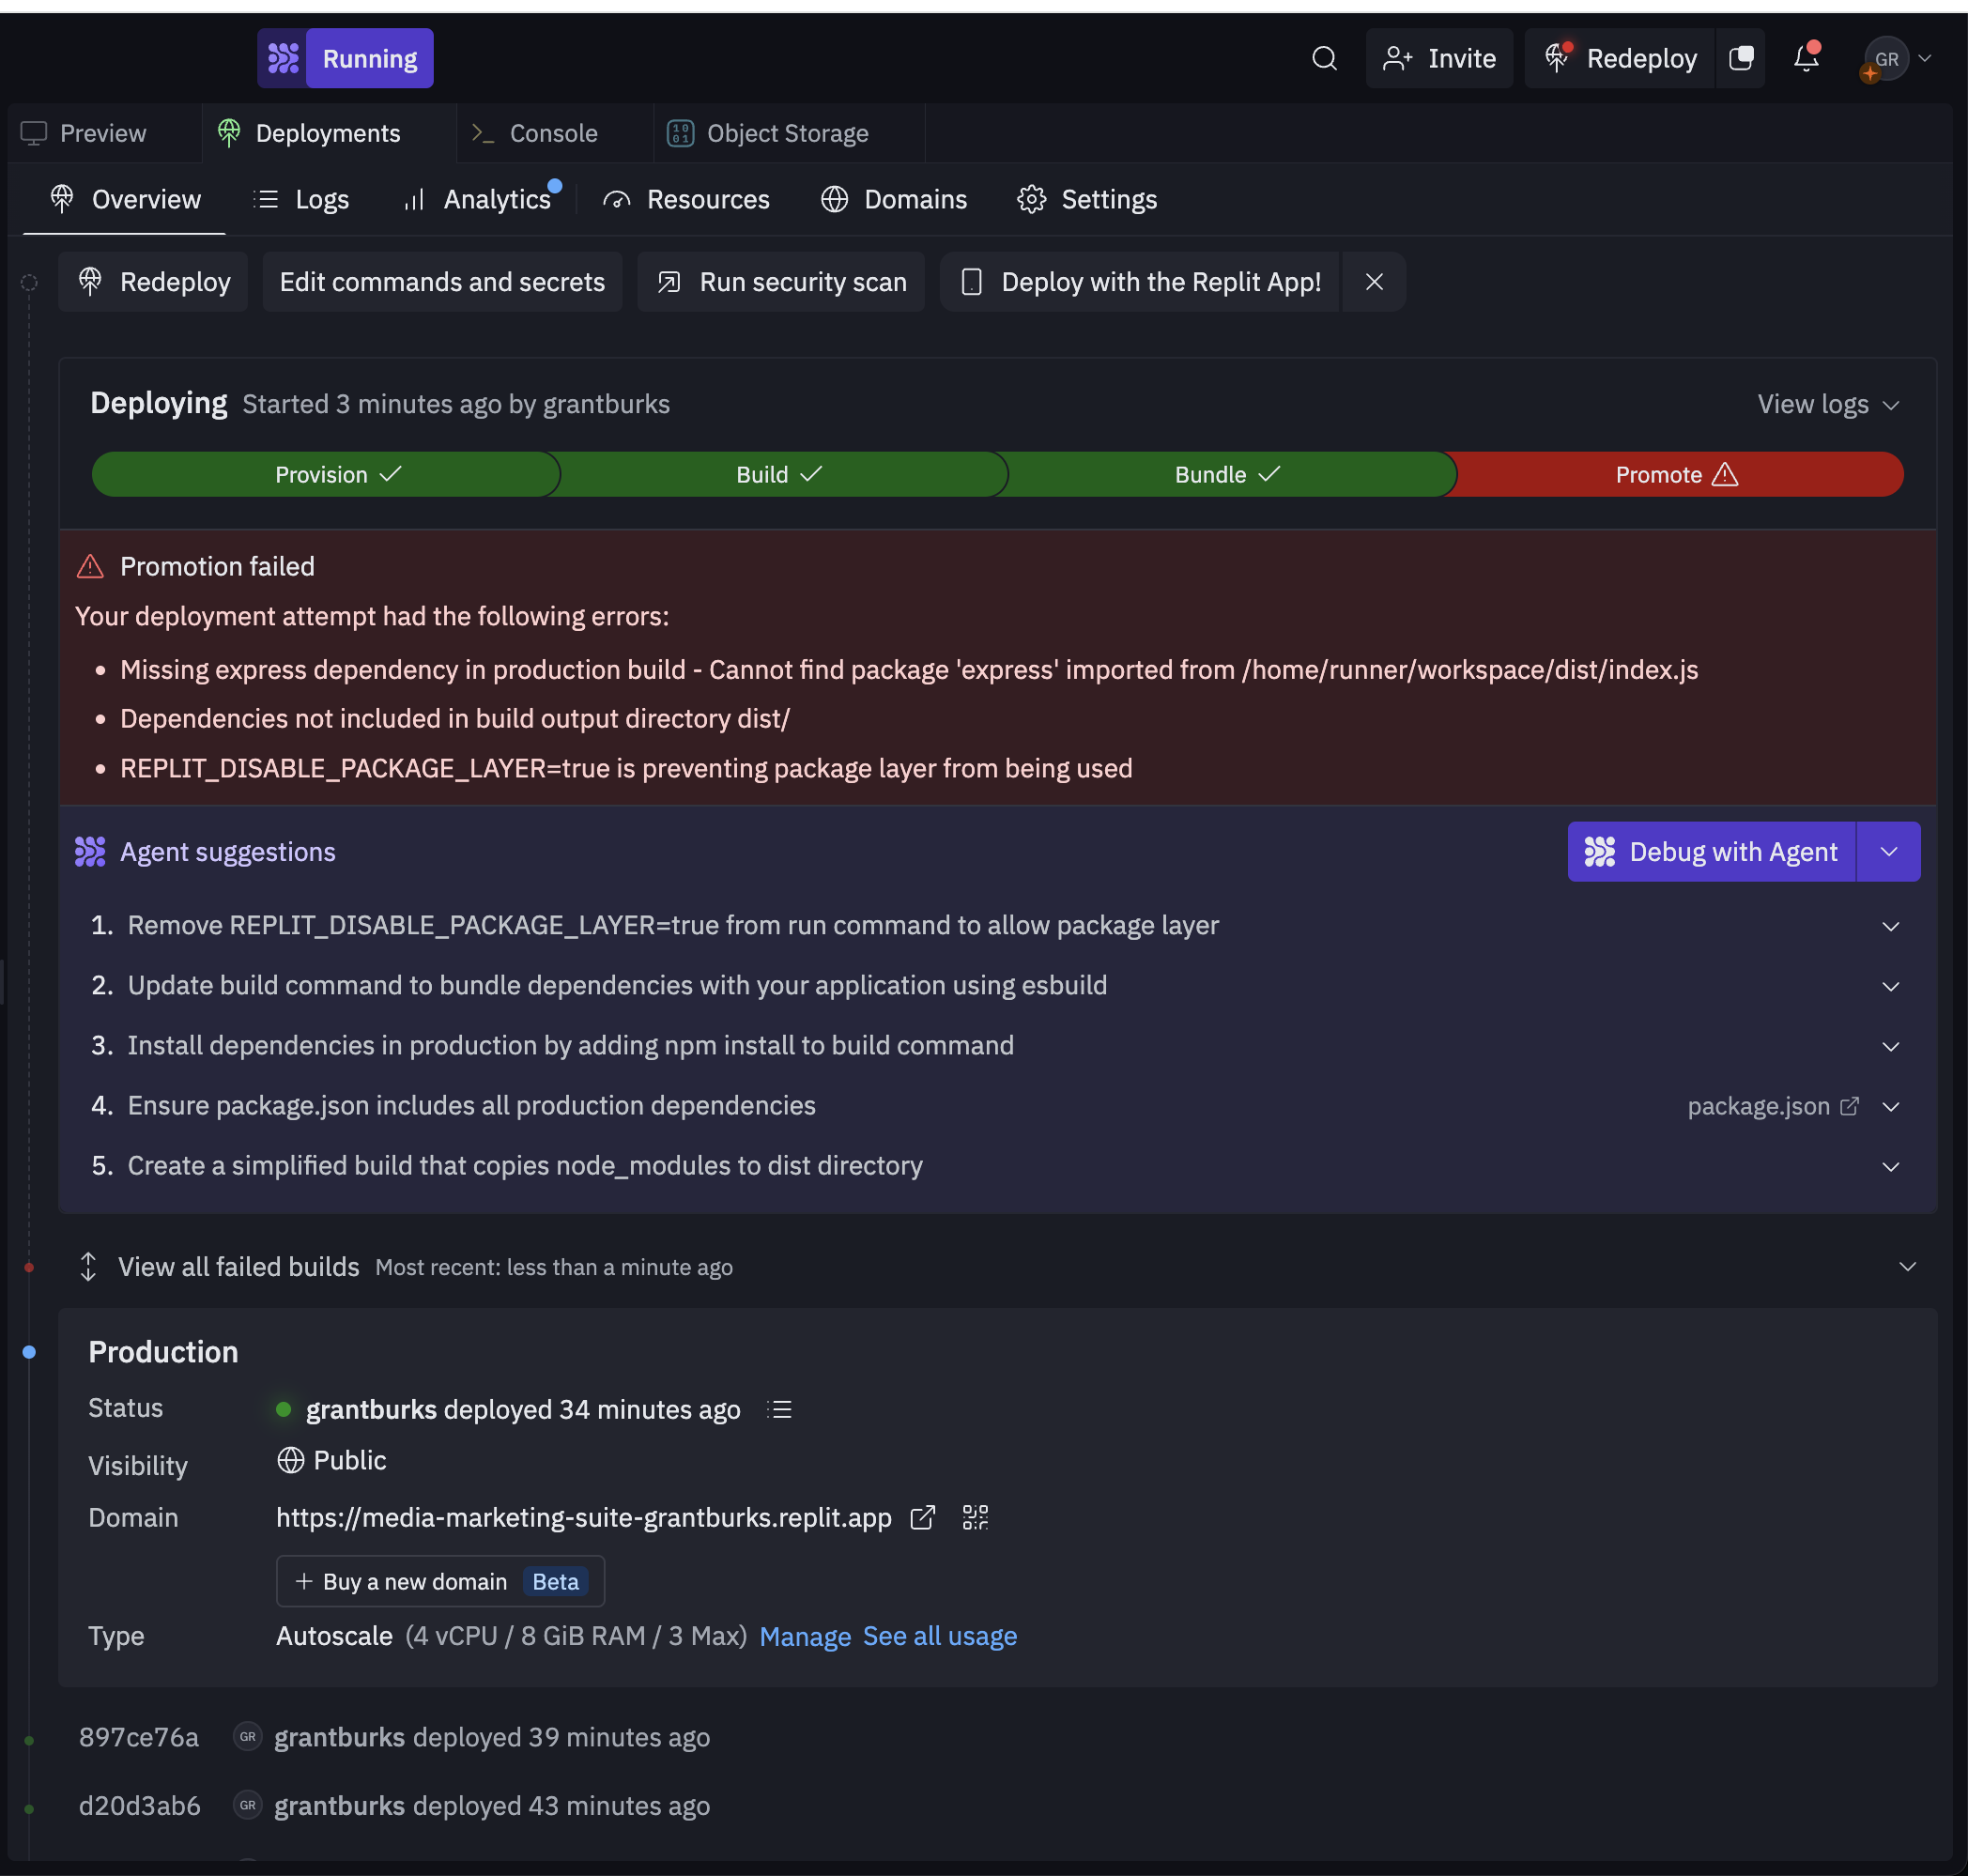 Running
Invite
Redeploy
GR
Preview
Deployments
Console
Object Storage
Overview
Logs
Analytics
Resources
Domains
Settings
Redeploy
Edit commands and secrets
Run security scan
Deploy with the Replit App!
Deploying Started 3 minutes ago by grantburks
View logs
Provision
Build
Bundle
Promote
Promotion failed
Your deployment attempt had the following errors:
• Missing express dependency in production build - Cannot find package 'express' imported from /home/runner/workspace/dist/index.js
• Dependencies not included in build output directory dist/
• REPLIT_DISABLE_PACKAGE_LAYER=true is preventing package layer from being used
Agent suggestions
Debug with Agent
1. Remove REPLIT_DISABLE_PACKAGE_LAYER=true from run command to allow package layer
2. Update build command to bundle dependencies with your application using esbuild
3. Install dependencies in production by adding npm install to build command
4. Ensure package.json includes all production dependencies
package.json
5. Create a simplified build that copies node_modules to dist directory
View all failed builds Most recent: less than a minute ago
Production
Status grantburks deployed 34 minutes ago
Visibility Public
Domain https://media-marketing-suite-grantburks.replit.app
+ Buy a new domain Beta
Type Autoscale (4 vCPU / 8 GiB RAM / 3 Max) Manage See all usage
897ce76a GR grantburks deployed 39 minutes ago
d20d3ab6 GR grantburks deployed 43 minutes ago